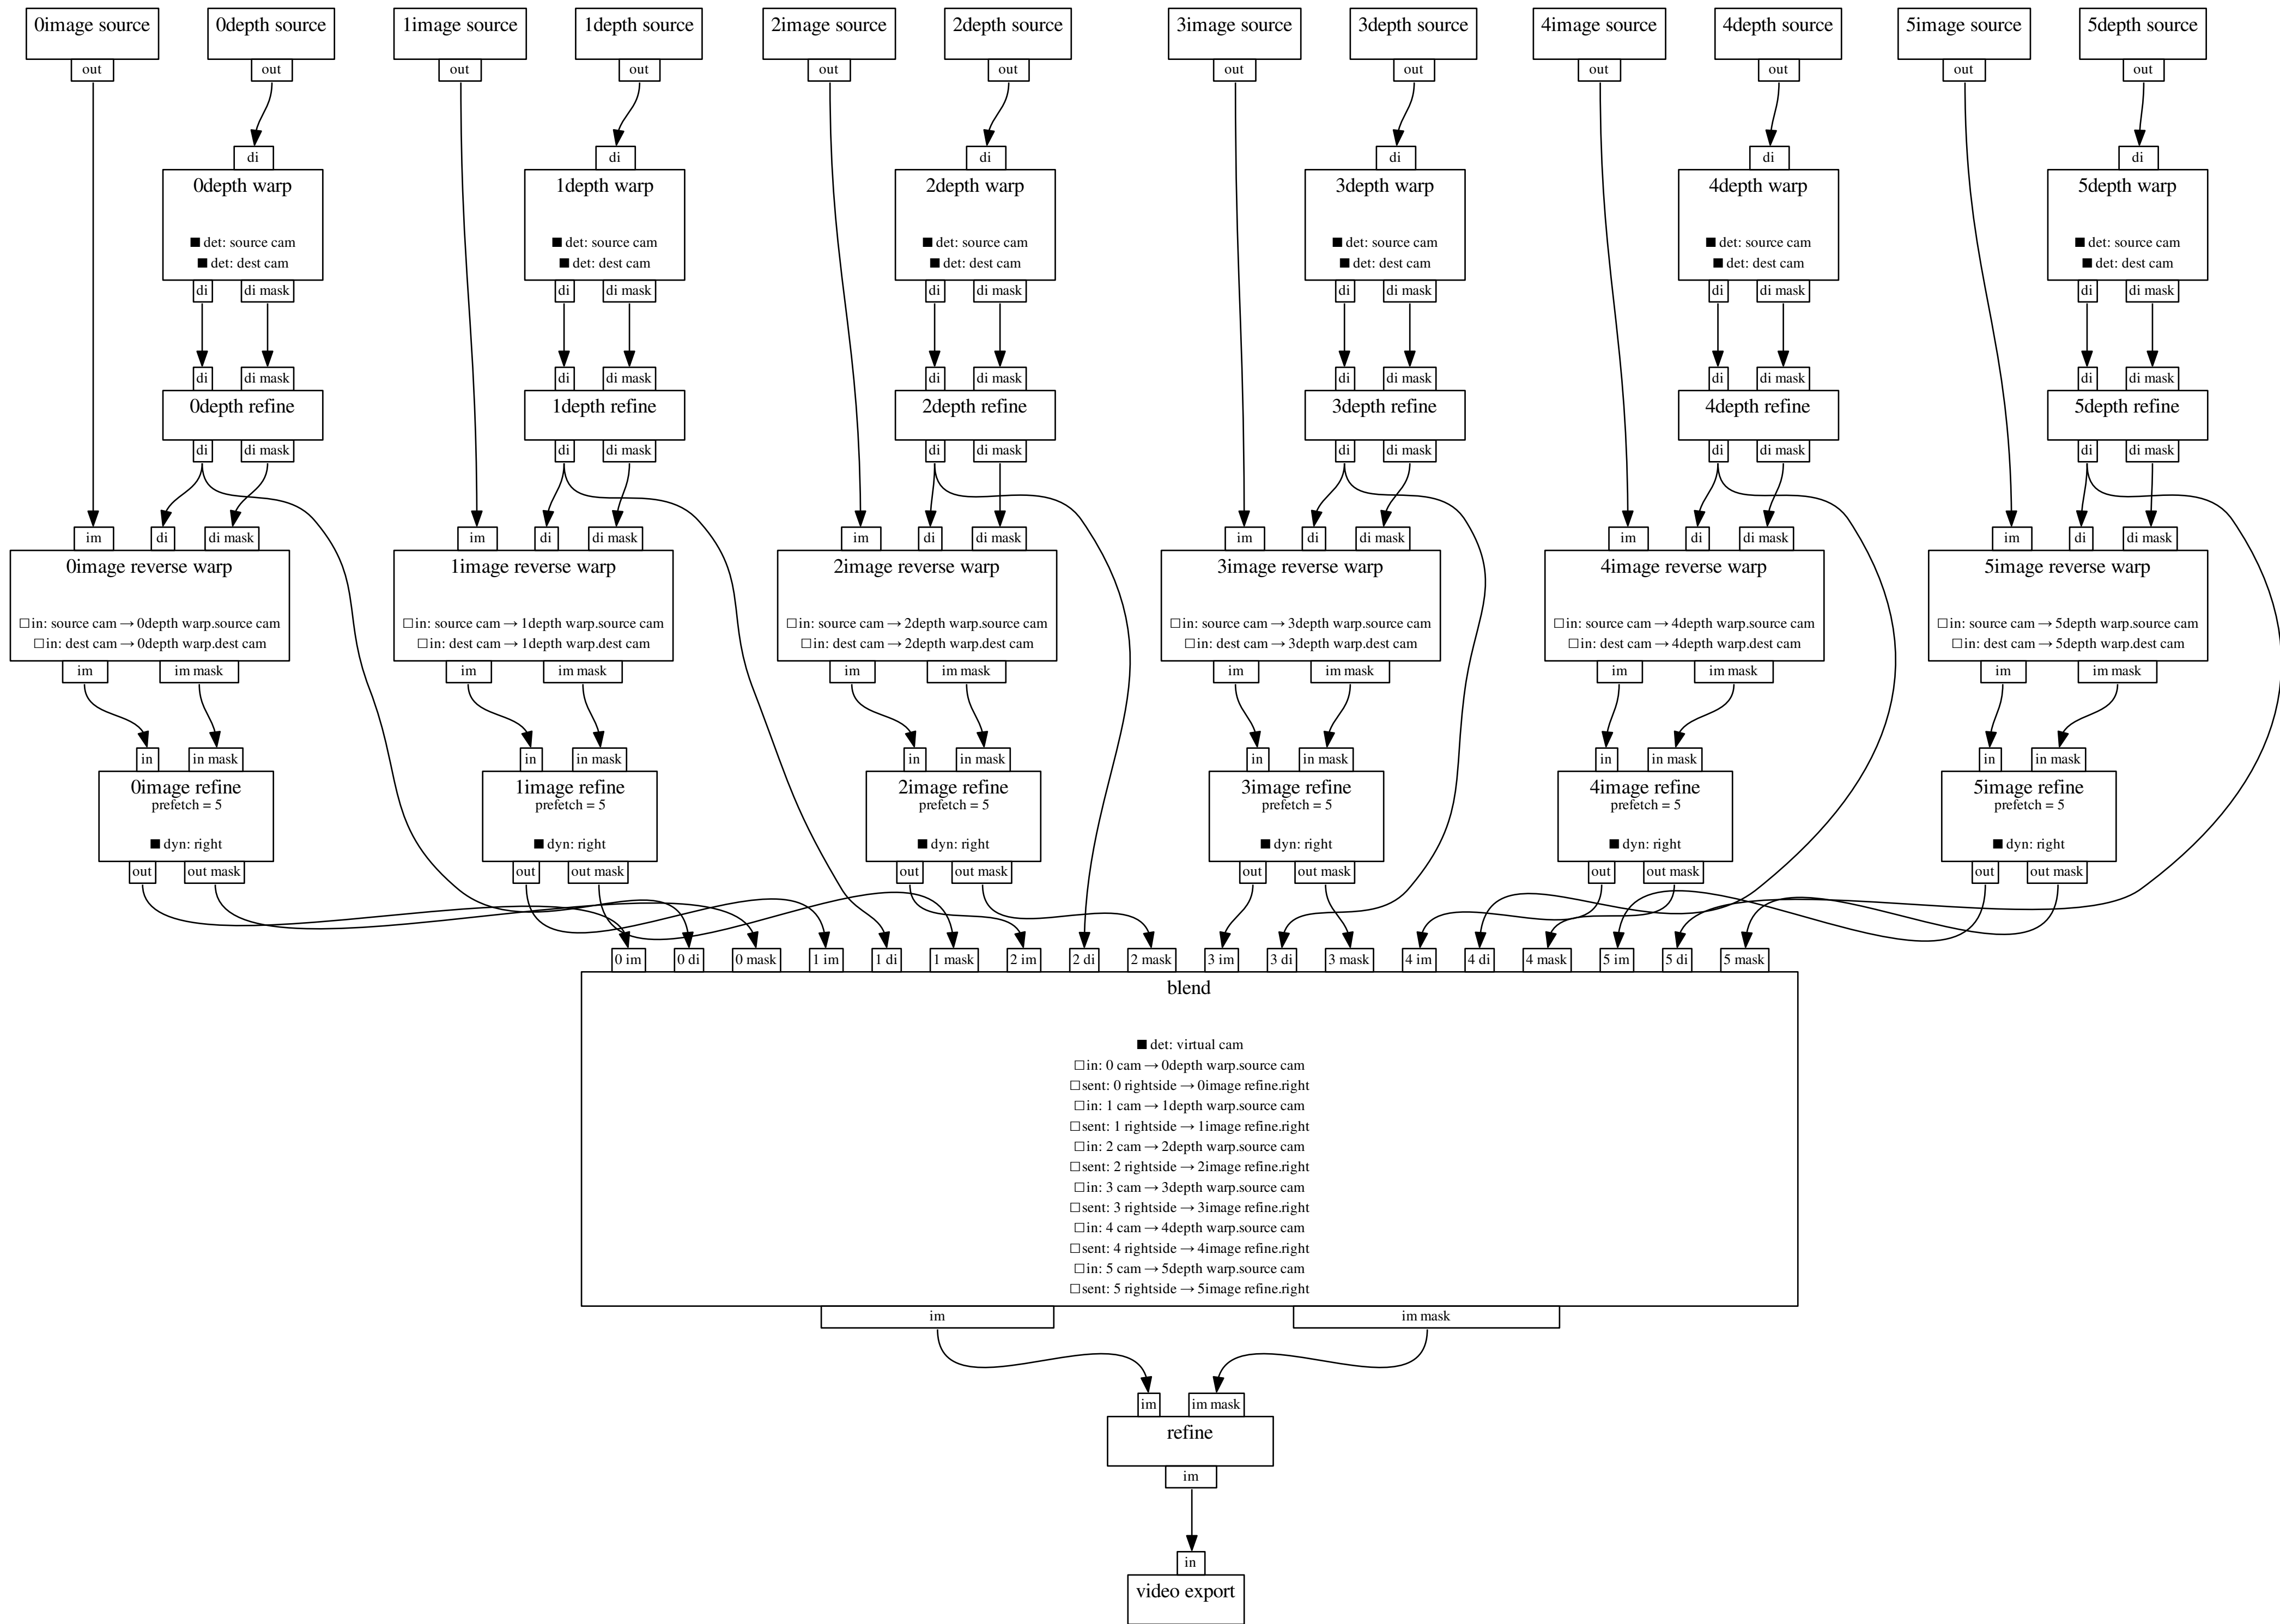 0image source 0depth source 1image source 1depth source 2image source 2depth source 3image source 3depth source 4image source 4depth source 5image source 5depth source
out out out out out out out out out out out out
di di di di di di
0depth warp 1depth warp 2depth warp 3depth warp 4depth warp 5depth warp
■ det: source cam ■ det: source cam ■ det: source cam ■ det: source cam ■ det: source cam ■ det: source cam
■ det: dest cam ■ det: dest cam ■ det: dest cam ■ det: dest cam ■ det: dest cam ■ det: dest cam
di di mask di di mask di di mask di di mask di di mask di di mask
di di mask di di mask di di mask di di mask di di mask di di mask
0depth refine 1depth refine 2depth refine 3depth refine 4depth refine 5depth refine
di di mask di di mask di di mask di di mask di di mask di di mask
im di di mask im di di mask im di di mask im di di mask im di di mask im di di mask
0image reverse warp 1image reverse warp 2image reverse warp 3image reverse warp 4image reverse warp 5image reverse warp
□in: source cam → 0depth warp.source cam □in: source cam → 1depth warp.source cam □in: source cam → 2depth warp.source cam □in: source cam → 3depth warp.source cam □in: source cam → 4depth warp.source cam □in: source cam → 5depth warp.source cam
□in: dest cam → 0depth warp.dest cam □in: dest cam → 1depth warp.dest cam □in: dest cam → 2depth warp.dest cam □in: dest cam → 3depth warp.dest cam □in: dest cam → 4depth warp.dest cam □in: dest cam → 5depth warp.dest cam
im im mask im im mask im im mask im im mask im im mask im im mask
in in mask in in mask in in mask in in mask in in mask in in mask
0image refine 1image refine 2image refine 3image refine 4image refine 5image refine
prefetch = 5 prefetch = 5 prefetch = 5 prefetch = 5 prefetch = 5 prefetch = 5
■ dyn: right ■ dyn: right ■ dyn: right ■ dyn: right ■ dyn: right ■ dyn: right
out out mask out out mask out out mask out out mask out out mask out out mask
0 im 0 di 0 mask 1 im 1 di 1 mask 2 im 2 di 2 mask 3 im 3 di 3 mask 4 im 4 di 4 mask 5 im 5 di 5 mask
blend
■ det: virtual cam
□in: 0 cam → 0depth warp.source cam
□sent: 0 rightside → 0image refine.right
□in: 1 cam → 1depth warp.source cam
□sent: 1 rightside → 1image refine.right
□in: 2 cam → 2depth warp.source cam
□sent: 2 rightside → 2image refine.right
□in: 3 cam → 3depth warp.source cam
□sent: 3 rightside → 3image refine.right
□in: 4 cam → 4depth warp.source cam
□sent: 4 rightside → 4image refine.right
□in: 5 cam → 5depth warp.source cam
□sent: 5 rightside → 5image refine.right
im im mask
im im mask
refine
im
in
video export